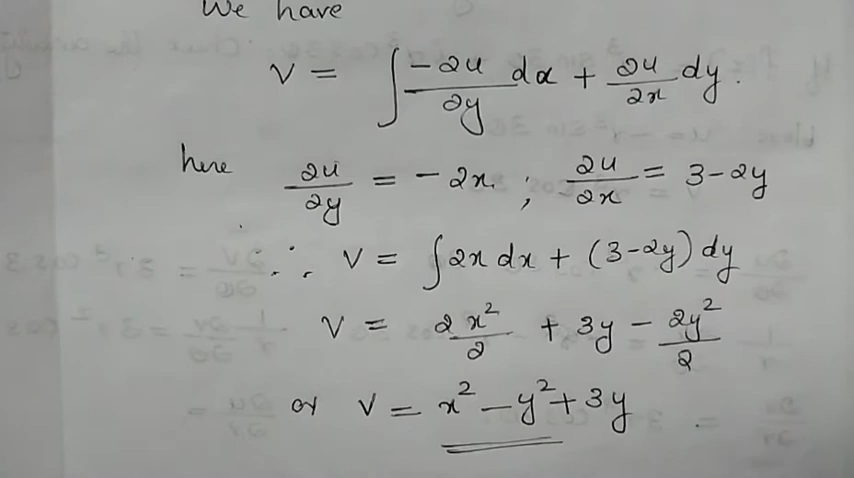 We have
V = ∫ -∂u/∂y dx + ∂u/∂x dy.
here ∂u/∂y = -2x ; ∂u/∂x = 3-2y
∴ V = ∫ 2x dx + (3-2y) dy
V = 2x²/2 + 3y - 2y²/2
or V = x² - y² + 3y